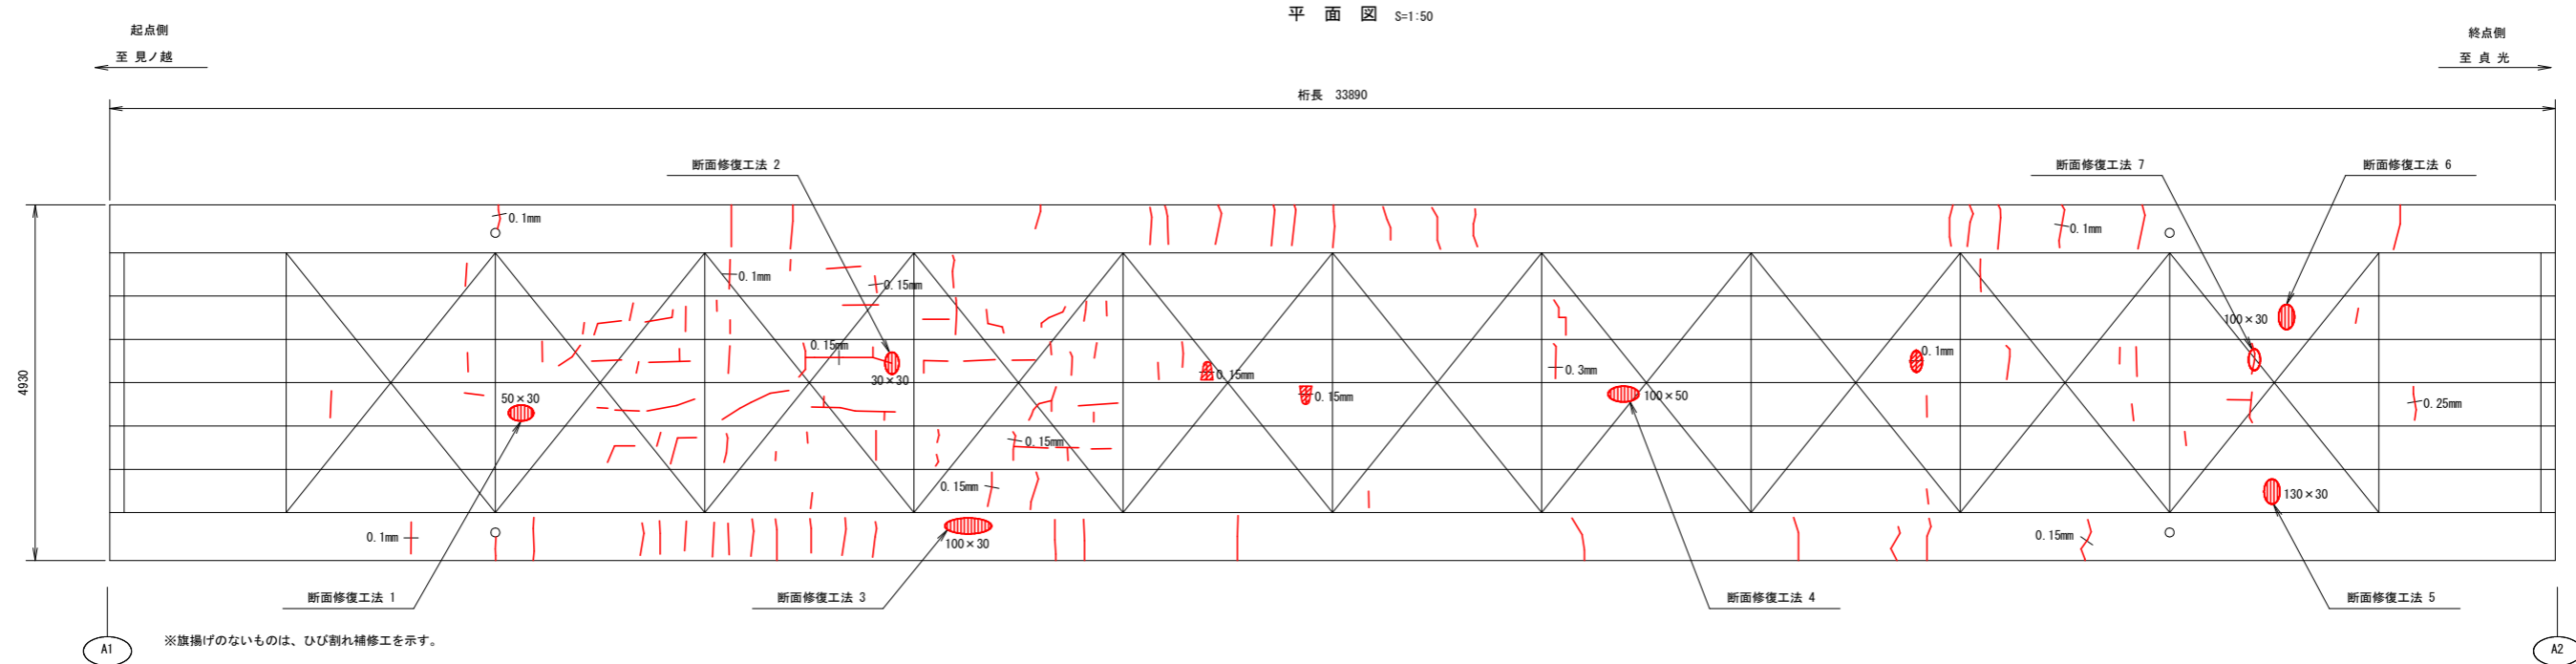 平 面 図 S=1:50
起点側
至 見ノ越
終点側
至 貞 光
桁長 33890
断面修復工法 2
断面修復工法 7
断面修復工法 6
4930
0.1mm
0.1mm
0.1mm
0.15mm
100×30
0.15mm
30×30
0.15mm
0.1mm
0.3mm
50×30
0.15mm
100×50
0.25mm
0.15mm
0.15mm
130×30
0.1mm
100×30
0.15mm
断面修復工法 1
断面修復工法 3
断面修復工法 4
断面修復工法 5
※旗揚げのないものは、ひび割れ補修工を示す。
A1
A2